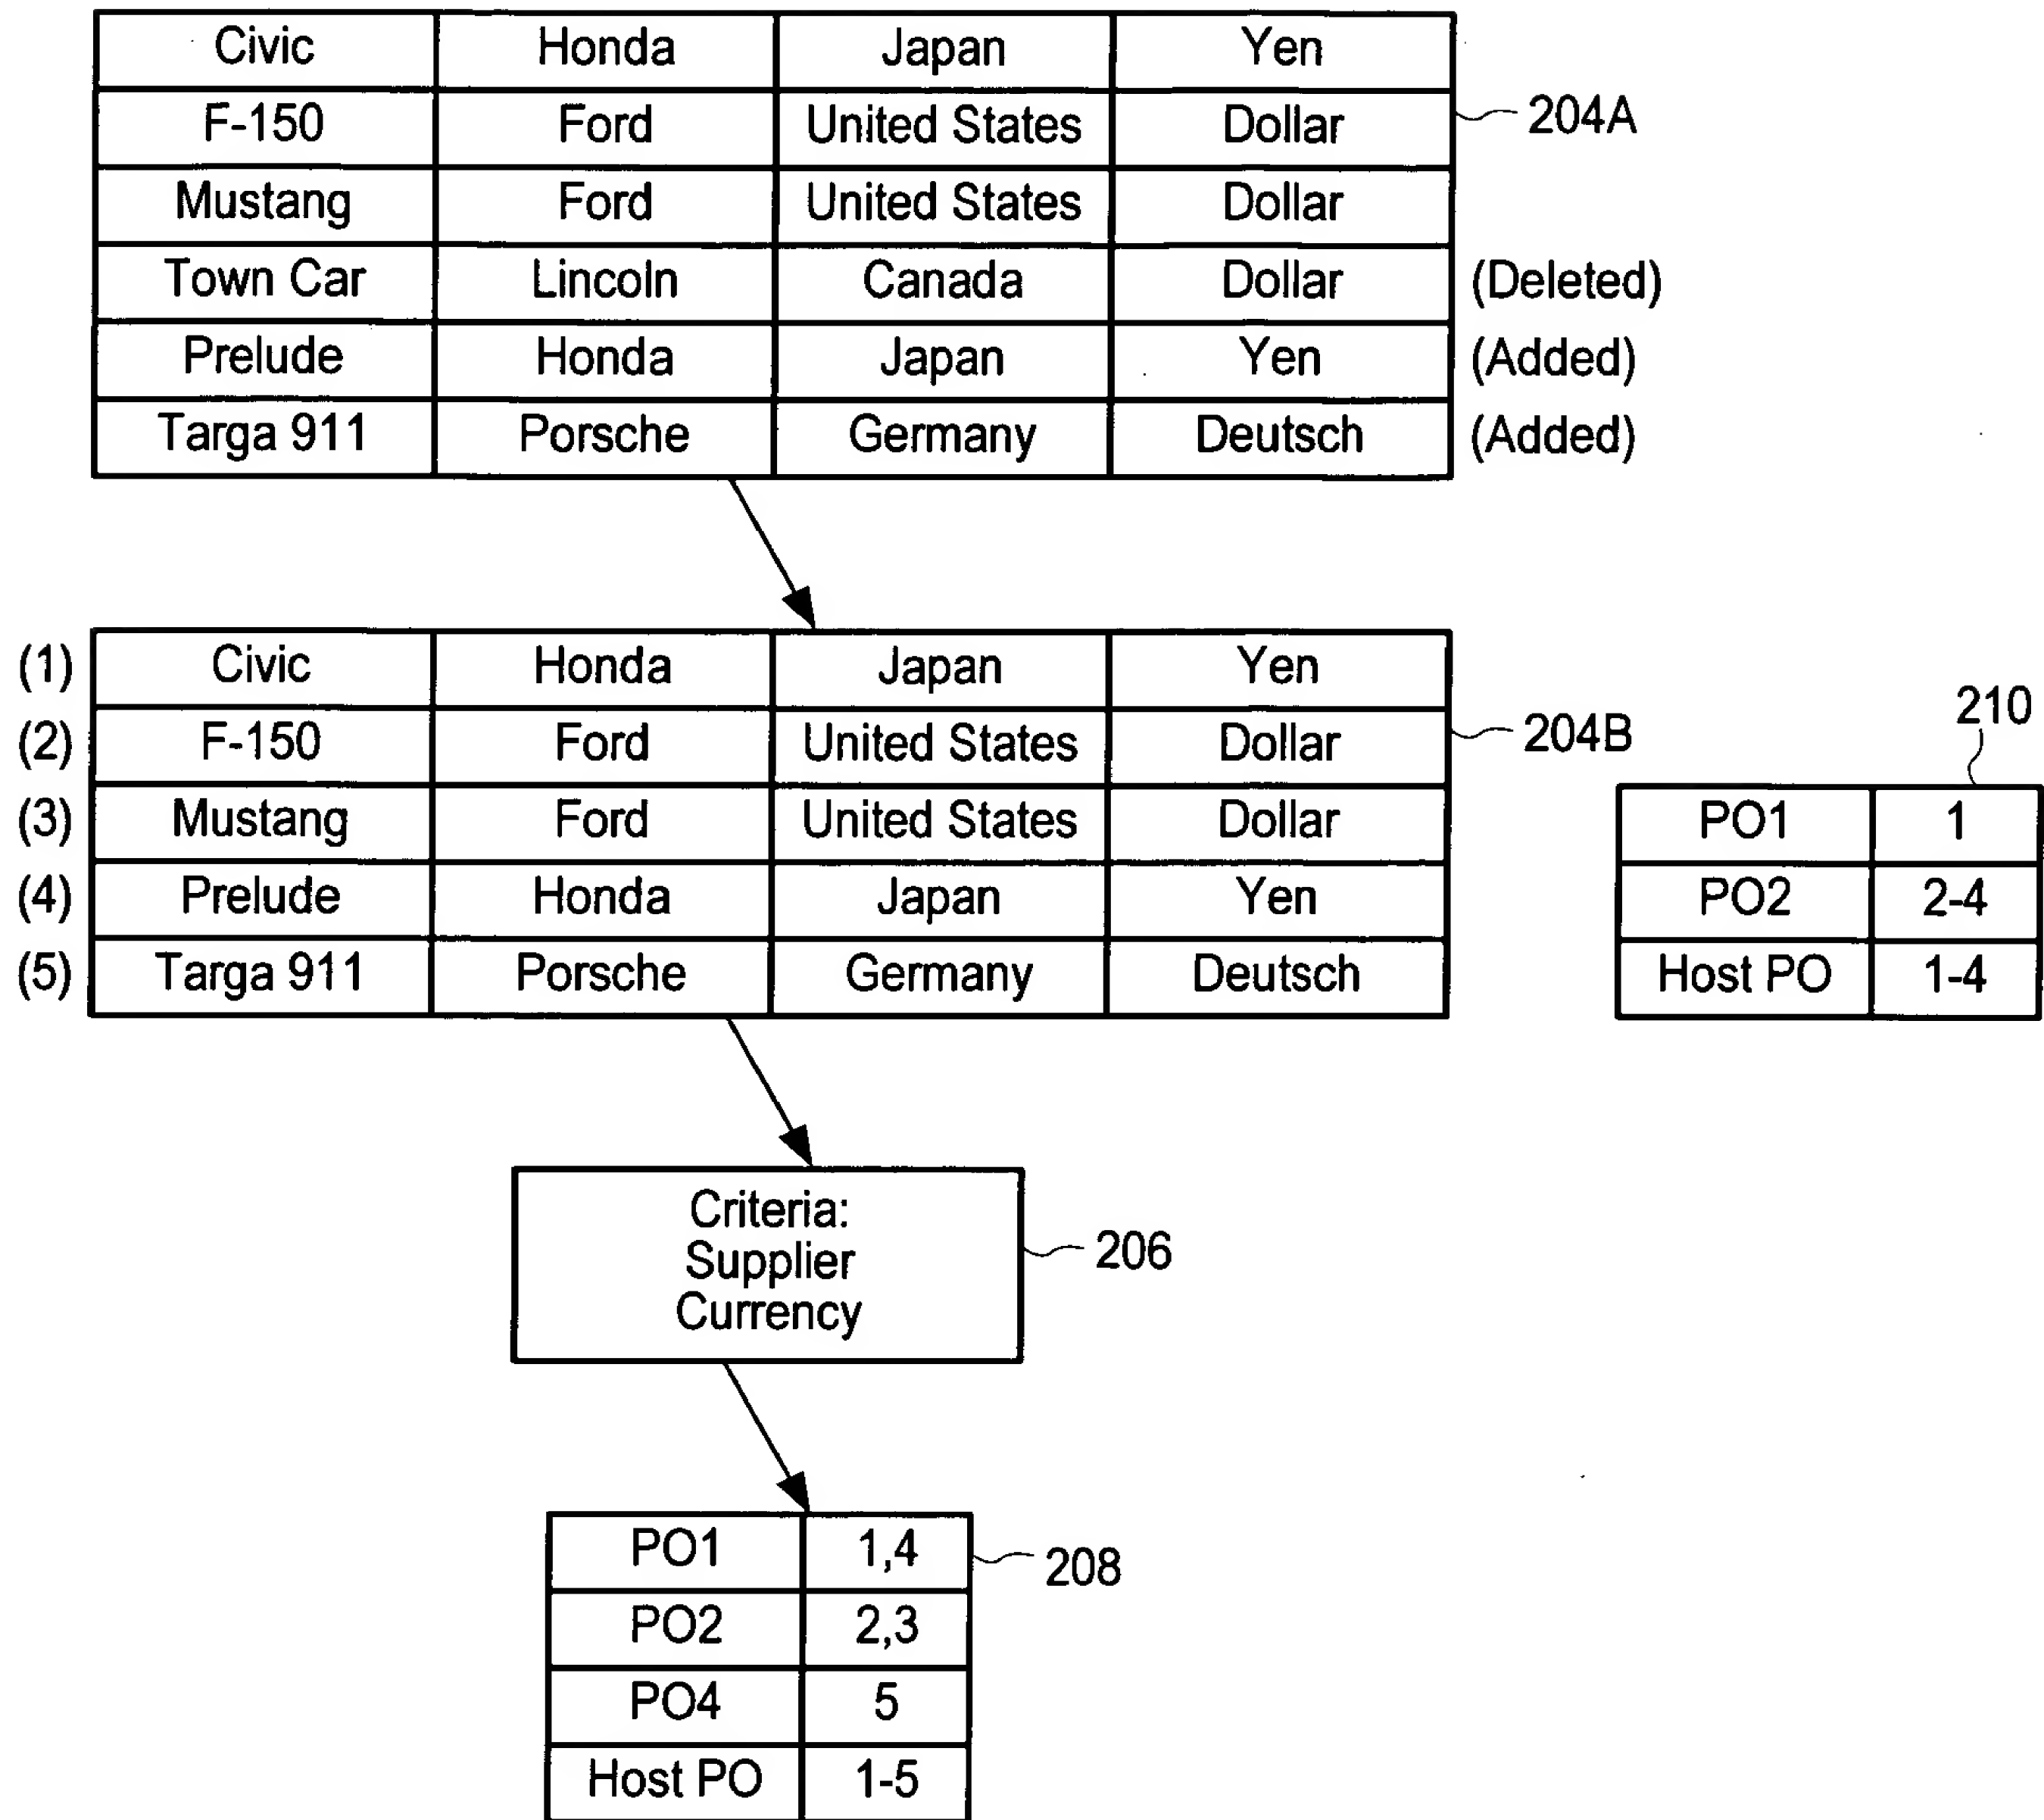 Civic Honda Japan Yen
F-150 Ford United States Dollar 204A
Mustang Ford United States Dollar
Town Car Lincoln Canada Dollar (Deleted)
Prelude Honda Japan Yen (Added)
Targa 911 Porsche Germany Deutsch (Added)
(1) Civic Honda Japan Yen
(2) F-150 Ford United States Dollar 204B
(3) Mustang Ford United States Dollar
(4) Prelude Honda Japan Yen
(5) Targa 911 Porsche Germany Deutsch
210
PO1 1
PO2 2-4
Host PO 1-4
Criteria:
Supplier
Currency
206
PO1 1,4 208
PO2 2,3
PO4 5
Host PO 1-5